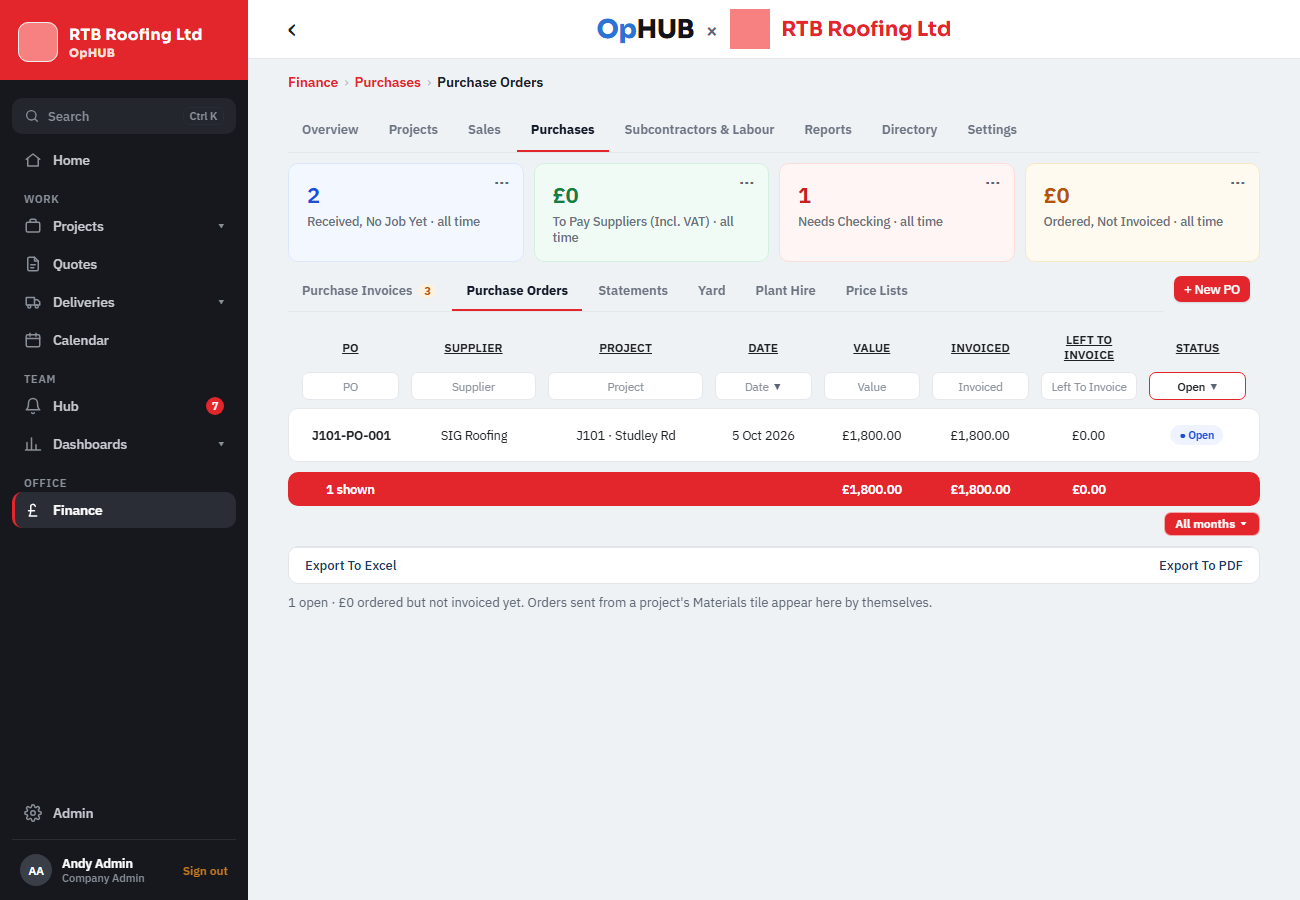 RTB Roofing Ltd
OpHUB
Search Ctrl K
Home
WORK
Projects
Quotes
Deliveries
Calendar
TEAM
Hub 7
Dashboards
OFFICE
£ Finance
Admin
AA Andy Admin
Company Admin
Sign out
OpHUB × RTB Roofing Ltd
Finance › Purchases › Purchase Orders
Overview Projects Sales Purchases Subcontractors & Labour Reports Directory Settings
2
Received, No Job Yet · all time
£0
To Pay Suppliers (Incl. VAT) · all
time
1
Needs Checking · all time
£0
Ordered, Not Invoiced · all time
Purchase Invoices 3 Purchase Orders Statements Yard Plant Hire Price Lists + New PO
PO SUPPLIER PROJECT DATE VALUE INVOICED LEFT TO INVOICE STATUS
PO Supplier Project Date ▼ Value Invoiced Left To Invoice Open ▼
J101-PO-001 SIG Roofing J101 · Studley Rd 5 Oct 2026 £1,800.00 £1,800.00 £0.00 • Open
1 shown £1,800.00 £1,800.00 £0.00
All months
Export To Excel Export To PDF
1 open · £0 ordered but not invoiced yet. Orders sent from a project's Materials tile appear here by themselves.